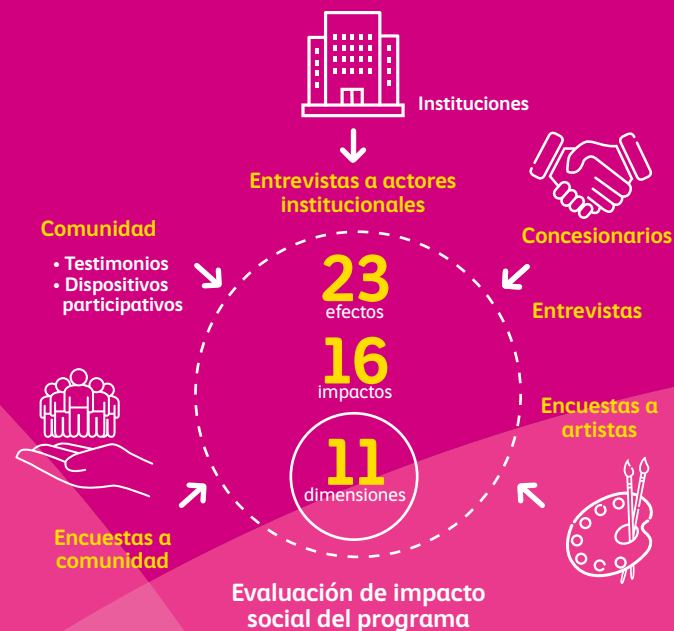 Instituciones
Entrevistas a actores
institucionales
Comunidad
• Testimonios
• Dispositivos
participativos
Concesionarios
Entrevistas
23
efectos
16
impactos
11
dimensiones
Encuestas a
artistas
Encuestas a
comunidad
Evaluación de impacto
social del programa